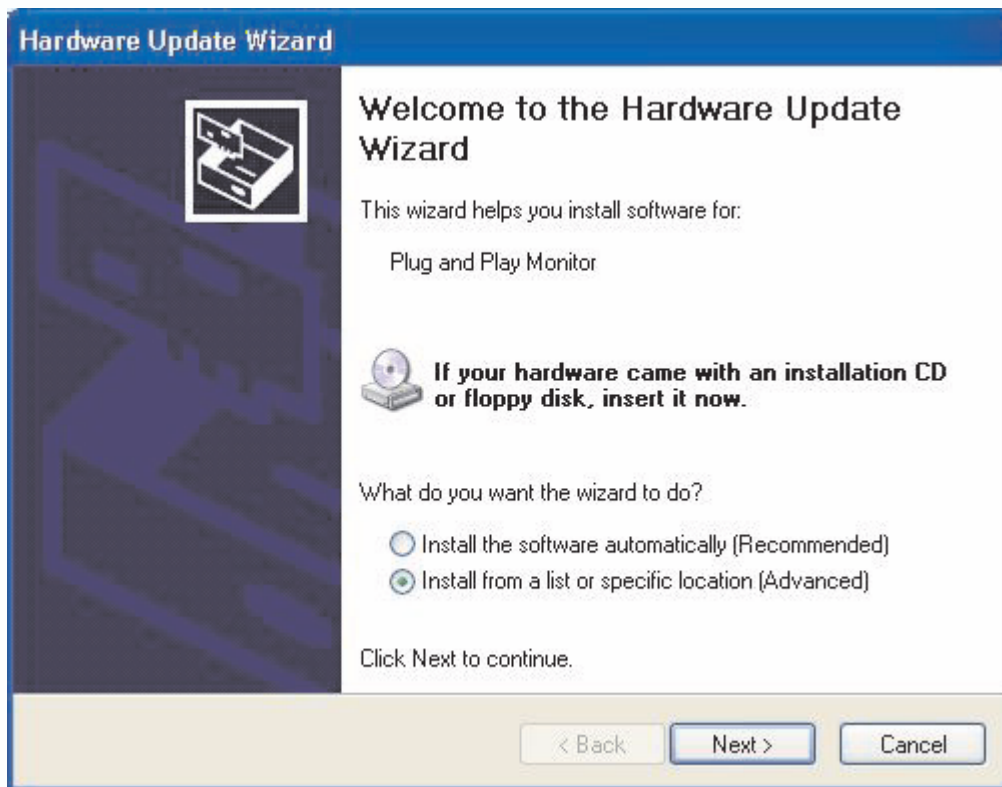 Hardware Update Wizard
Welcome to the Hardware Update
Wizard
This wizard helps you install software for:
Plug and Play Monitor
If your hardware came with an installation CD
or floppy disk, insert it now.
What do you want the wizard to do?
Install the software automatically (Recommended)
Install from a list or specific location (Advanced)
Click Next to continue.
< Back
Next >
Cancel